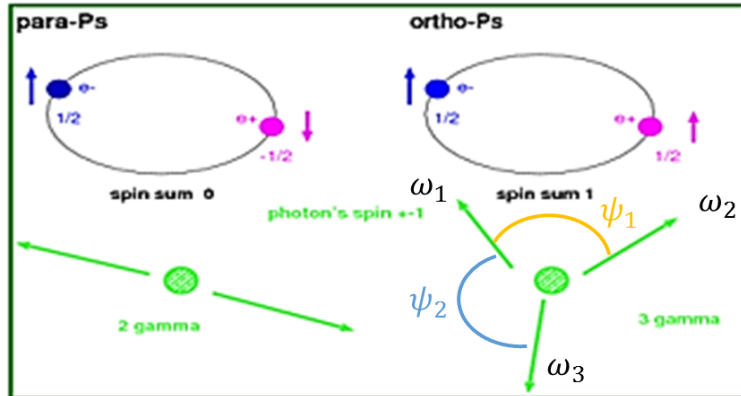 para-Ps
ortho-Ps
e-
1/2
e+
-1/2
spin sum 0
e-
1/2
e+
1/2
spin sum 1
photon's spin +-1
2 gamma
ω₁
ω₂
ψ₁
ψ₂
ω₃
3 gamma